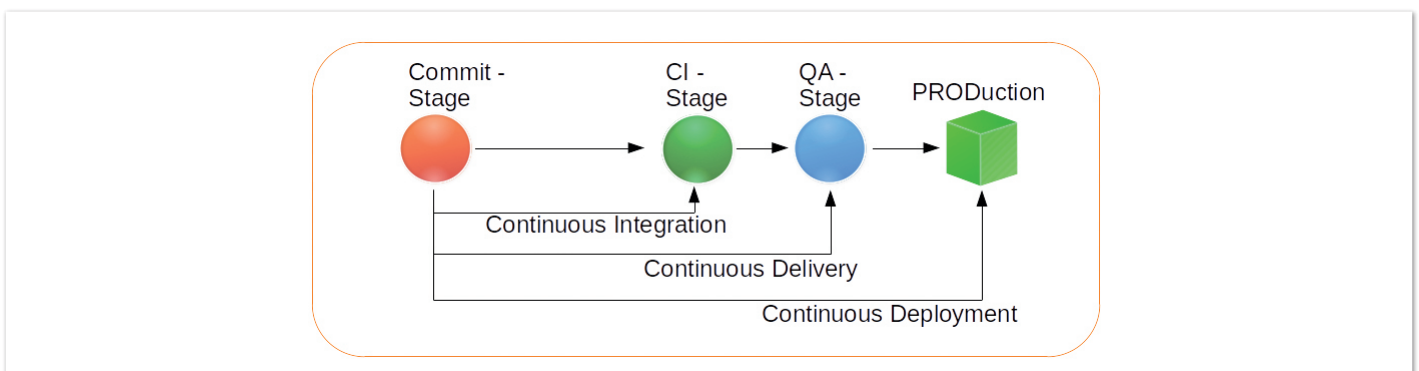 Commit -
Stage
CI -
Stage
QA -
Stage
PRODuction
Continuous Integration
Continuous Delivery
Continuous Deployment